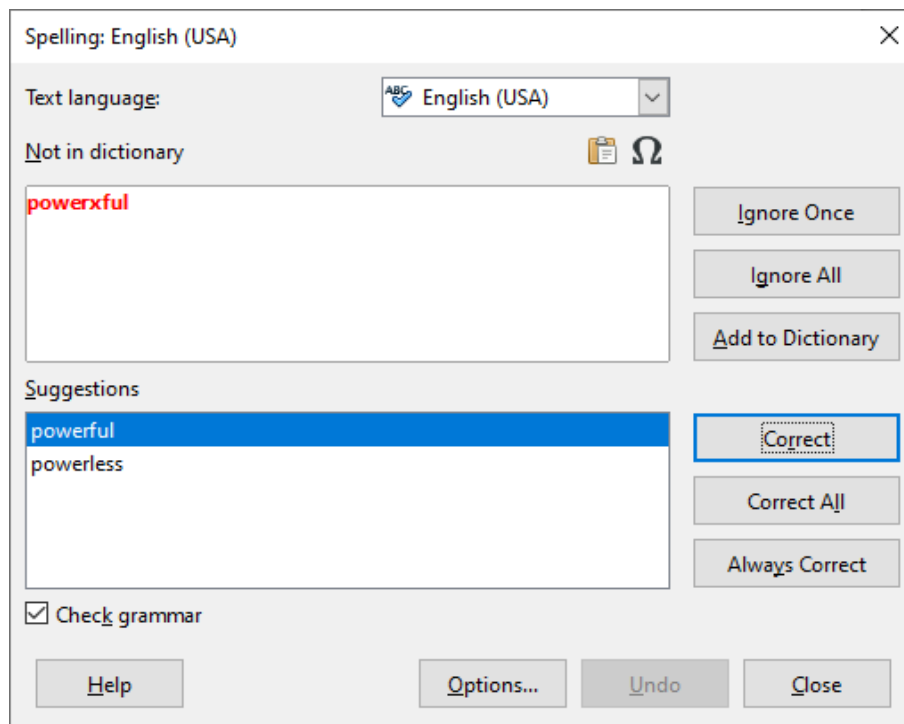 Spelling: English (USA)
Text language:
ABC English (USA)
Not in dictionary
Ω
powerxful
Ignore Once
Ignore All
Add to Dictionary
Suggestions
powerful
powerless
Correct
Correct All
Always Correct
Check grammar
Help
Options...
Undo
Close